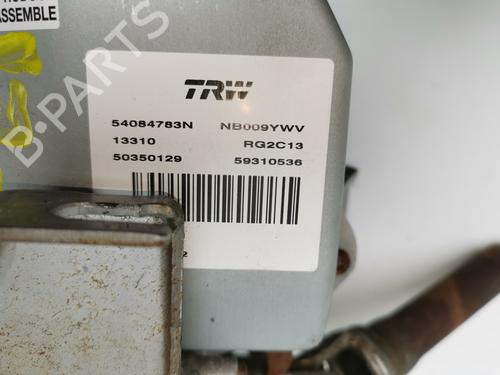 ASSEMBLE
TRW
54084783N NB009YWV
13310 RG2C13
50350129 59310536
B-PARTS